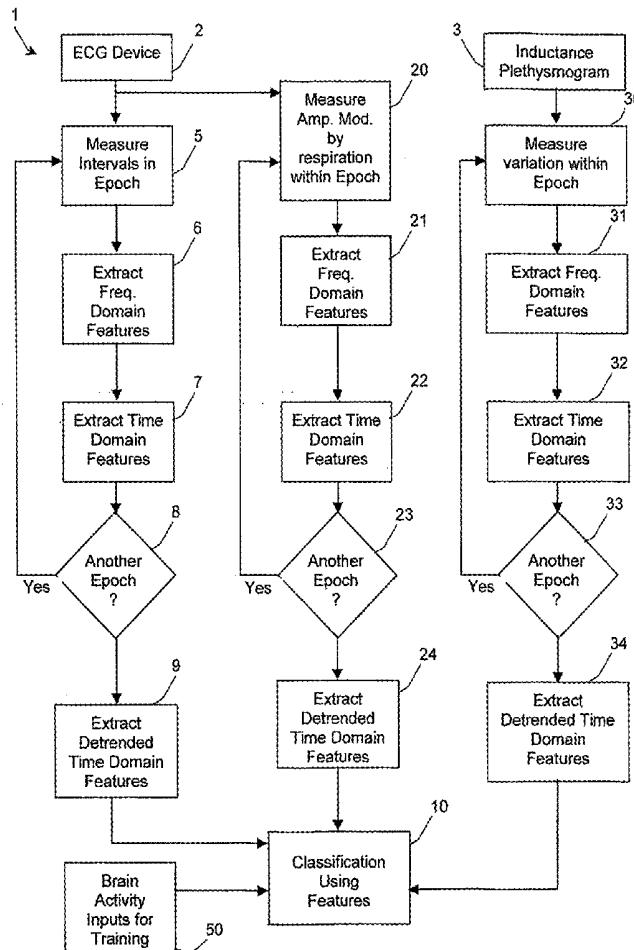 1
2
ECG Device
3
Inductance
Plethysmogram
20
Measure
Amp. Mod.
by
respiration
within Epoch
5
Measure
Intervals in
Epoch
Measure
variation within
Epoch
6
Extract
Freq.
Domain
Features
21
Extract
Freq.
Domain
Features
31
Extract Freq.
Domain
Features
7
Extract Time
Domain
Features
22
Extract Time
Domain
Features
32
Extract Time
Domain
Features
8
Another
Epoch
?
Yes
23
Another
Epoch
?
Yes
33
Another
Epoch
?
Yes
9
Extract
Detrended
Time Domain
Features
24
Extract
Detrended
Time Domain
Features
34
Extract
Detrended Time
Domain
Features
10
Classification
Using
Features
Brain
Activity
Inputs for
Training
50